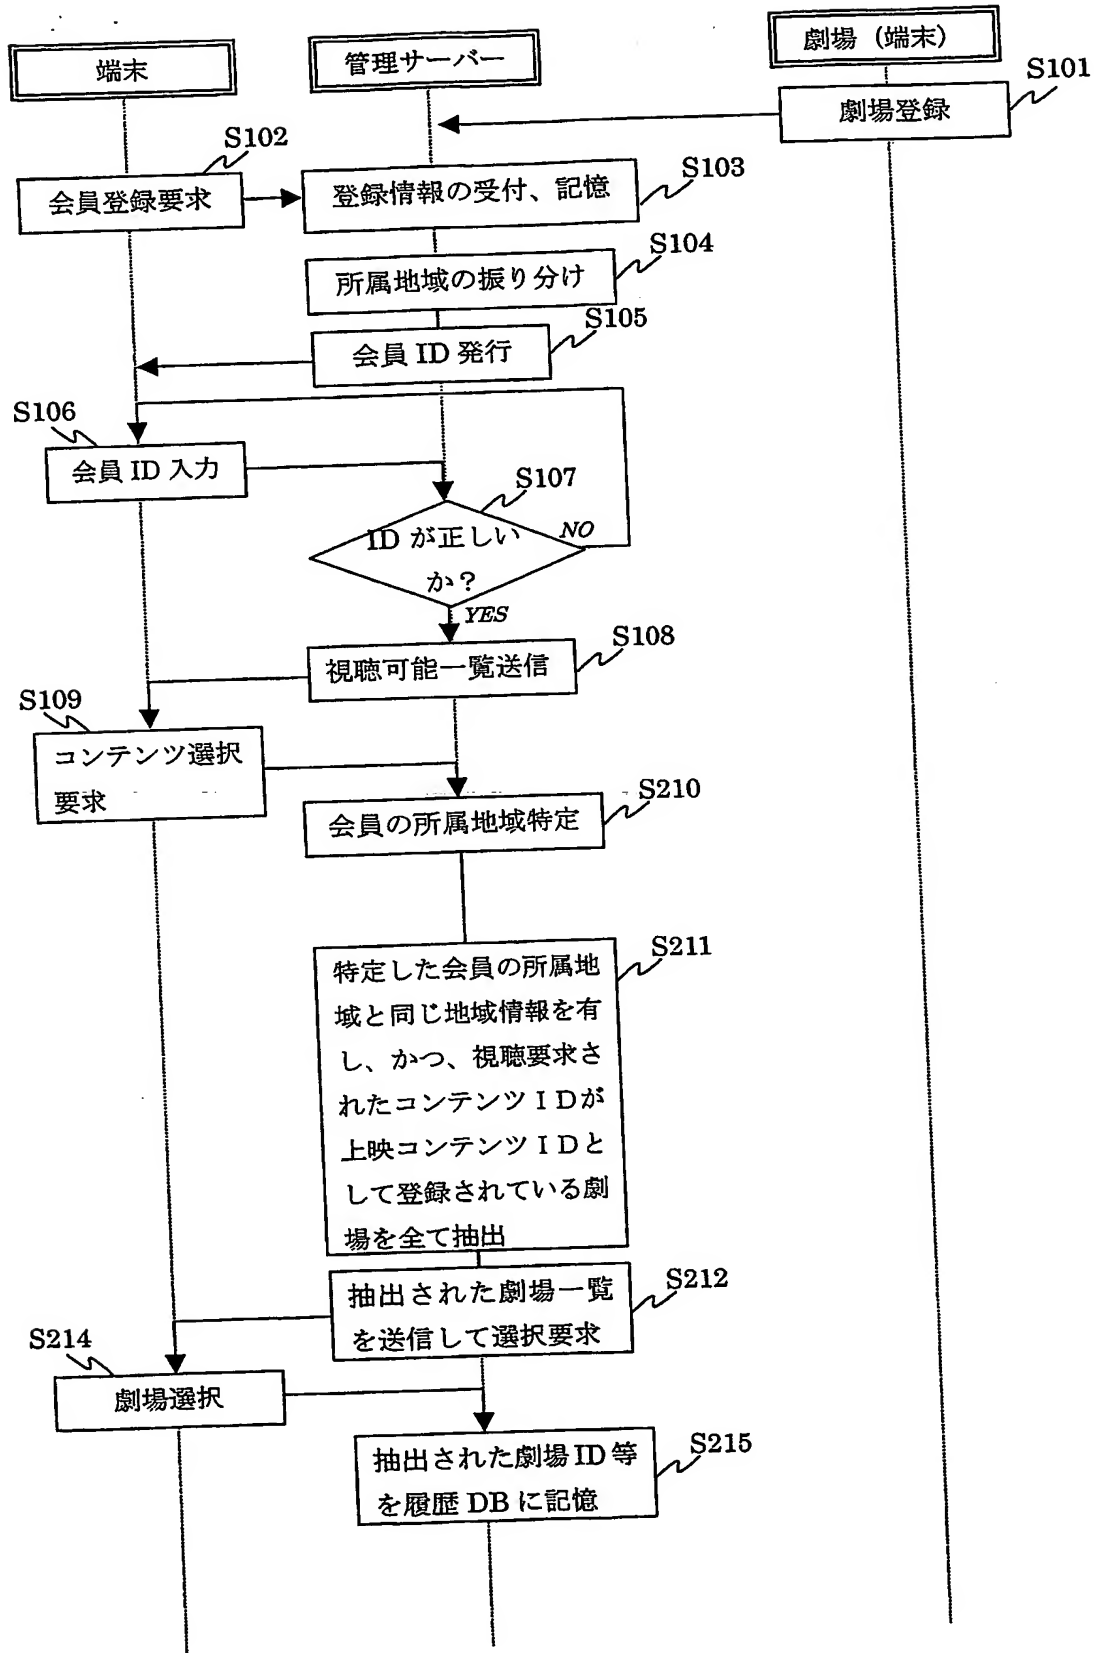 端末
管理サーバー
劇場（端末）
S101
劇場登録
S102
会員登録要求
S103
登録情報の受付、記憶
S104
所属地域の振り分け
S105
会員 ID 発行
S106
会員 ID 入力
S107
ID が正しい
か？
NO
YES
S108
視聴可能一覧送信
S109
コンテンツ選択
要求
S210
会員の所属地域特定
S211
特定した会員の所属地
域と同じ地域情報を有
し、かつ、視聴要求さ
れたコンテンツＩＤが
上映コンテンツＩＤと
して登録されている劇
場を全て抽出
S212
抽出された劇場一覧
を送信して選択要求
S214
劇場選択
S215
抽出された劇場 ID 等
を履歴 DB に記憶